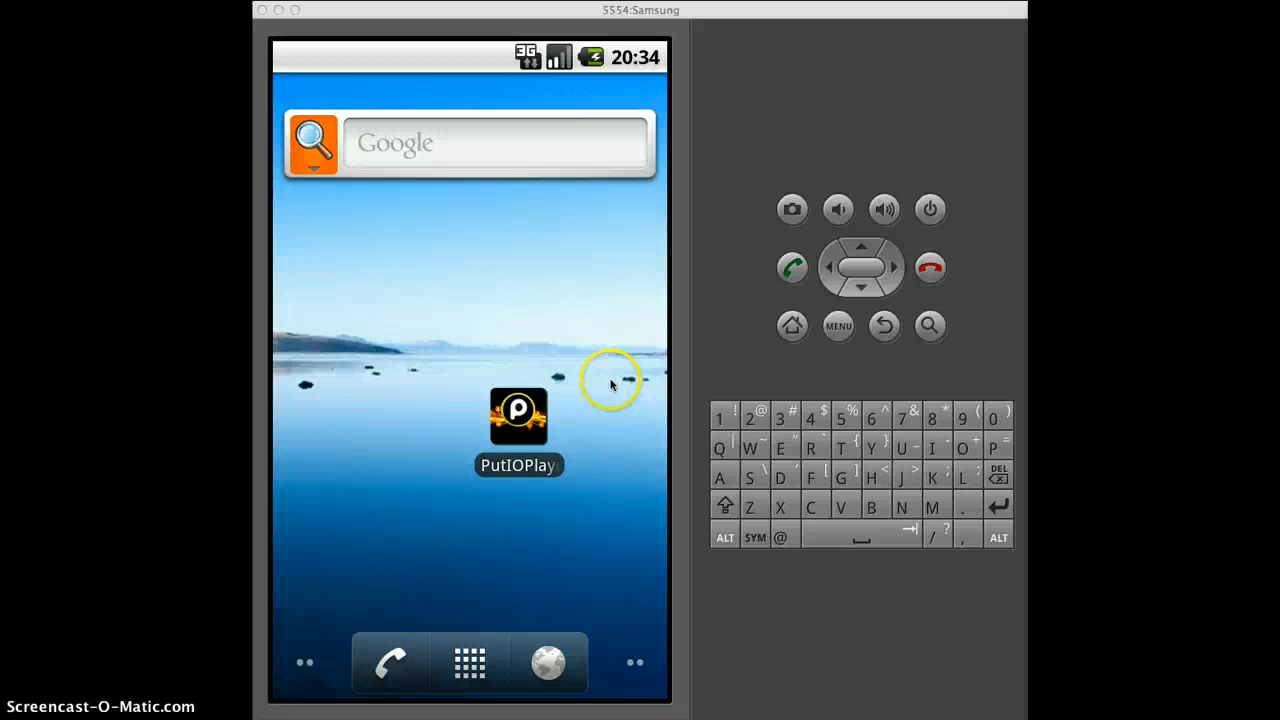 5554:Samsung
3G 20:34
Google
P
PutIOPlay
MENU
1 ! 2 @ 3 # 4 $ 5 % 6 ^ 7 & 8 * 9 ( 0 )
Q | W ~ E " R ` T { Y } U _ I - O + P =
A S \ D ' F [ G ] H < J > K ; L : DEL
Z X C V B N M .
ALT SYM @ / ? , ALT
Screencast-O-Matic.com